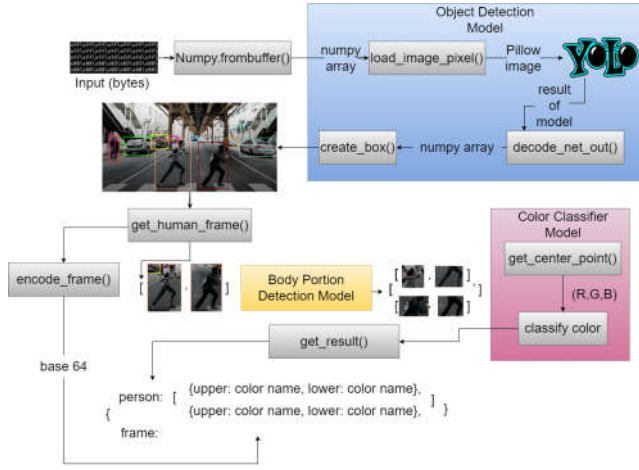 Object Detection
Model
Numpy.frombuffer()
numpy
array
load_image_pixel()
Pillow
image
YOLO
Input (bytes)
result
of
model
create_box()
numpy array
decode_net_out()
get_human_frame()
Color Classifier
Model
get_center_point()
encode_frame()
[ , ]
Body Portion
Detection Model
[ , ]
,
[ , ]
(R,G,B)
classify color
get_result()
base 64
person: [ {upper: color name, lower: color name},
{upper: color name, lower: color name}, ]
{ }
frame: